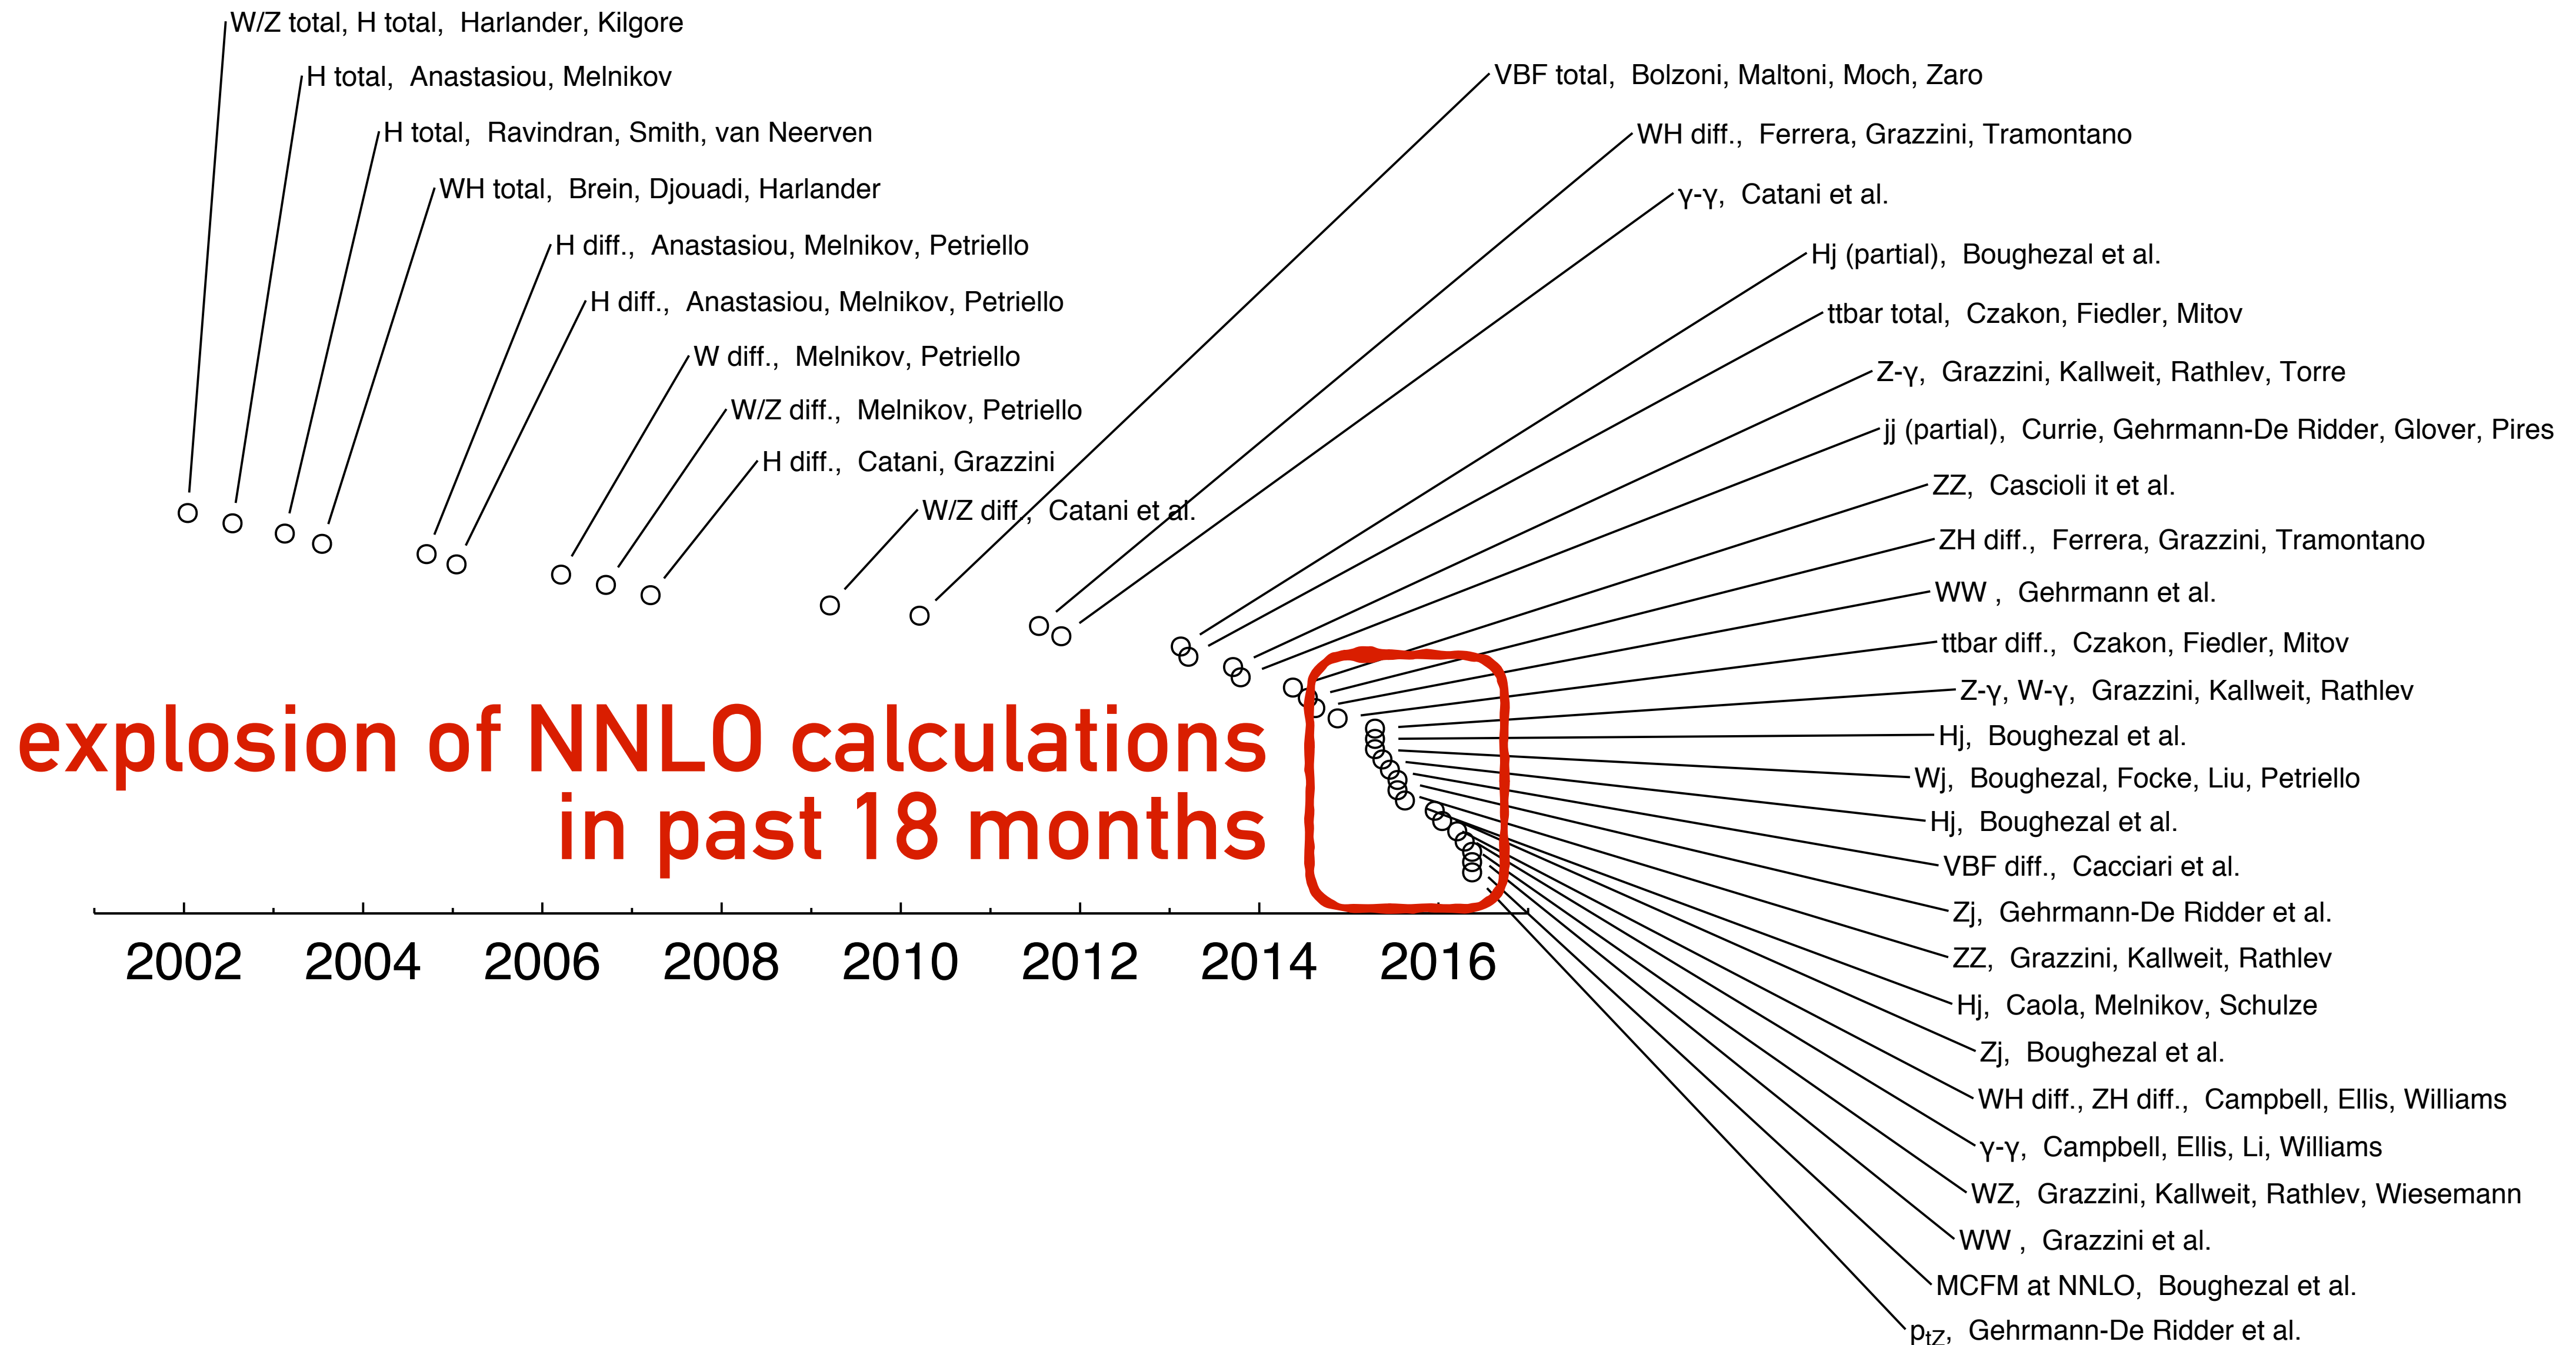 W/Z total, H total, Harlander, Kilgore
H total, Anastasiou, Melnikov
H total, Ravindran, Smith, van Neerven
WH total, Brein, Djouadi, Harlander
H diff., Anastasiou, Melnikov, Petriello
H diff., Anastasiou, Melnikov, Petriello
W diff., Melnikov, Petriello
W/Z diff., Melnikov, Petriello
H diff., Catani, Grazzini
W/Z diff., Catani et al.
VBF total, Bolzoni, Maltoni, Moch, Zaro
WH diff., Ferrera, Grazzini, Tramontano
γ-γ, Catani et al.
Hj (partial), Boughezal et al.
ttbar total, Czakon, Fiedler, Mitov
Z-γ, Grazzini, Kallweit, Rathlev, Torre
jj (partial), Currie, Gehrmann-De Ridder, Glover, Pires
ZZ, Cascioli it et al.
ZH diff., Ferrera, Grazzini, Tramontano
WW , Gehrmann et al.
ttbar diff., Czakon, Fiedler, Mitov
Z-γ, W-γ, Grazzini, Kallweit, Rathlev
Hj, Boughezal et al.
Wj, Boughezal, Focke, Liu, Petriello
Hj, Boughezal et al.
VBF diff., Cacciari et al.
Zj, Gehrmann-De Ridder et al.
ZZ, Grazzini, Kallweit, Rathlev
Hj, Caola, Melnikov, Schulze
Zj, Boughezal et al.
WH diff., ZH diff., Campbell, Ellis, Williams
γ-γ, Campbell, Ellis, Li, Williams
WZ, Grazzini, Kallweit, Rathlev, Wiesemann
WW , Grazzini et al.
MCFM at NNLO, Boughezal et al.
ptZ, Gehrmann-De Ridder et al.
explosion of NNLO calculations
in past 18 months
2002 2004 2006 2008 2010 2012 2014 2016